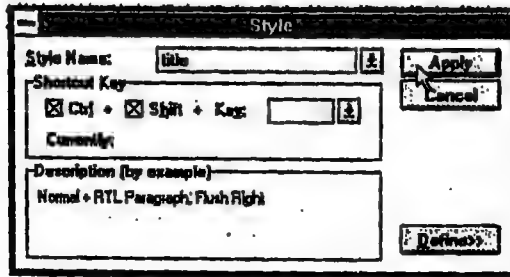 Style
Style Name: title
Apply
Shortcut Key
Cancel
Ctrl + Shift + Key:
Currently:
Description (by example)
Normal + RTL Paragraph, Flush Right
Define>>